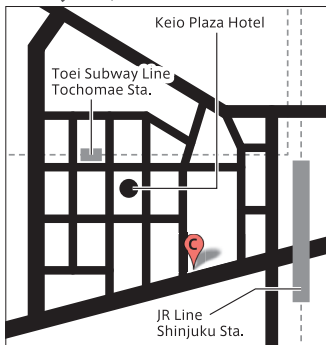 Keio Plaza Hotel
Toei Subway Line
Tochomae Sta.
C
JR Line
Shinjuku Sta.